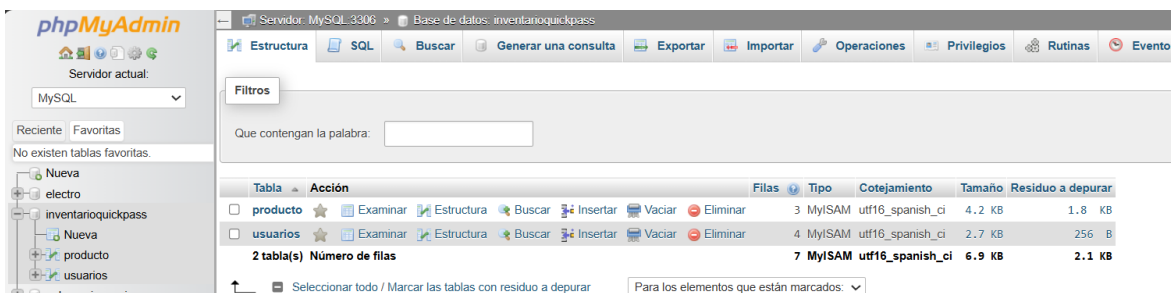 phpMyAdmin
Servidor actual:
MySQL
Reciente Favoritas
No existen tablas favoritas.
Nueva
electro
inventarioquickpass
Nueva
producto
usuarios
Servidor: MySQL:3306 » Base de datos: inventarioquickpass
Estructura SQL Buscar Generar una consulta Exportar Importar Operaciones Privilegios Rutinas Evento
Filtros
Que contengan la palabra:
Tabla Acción Filas Tipo Cotejamiento Tamaño Residuo a depurar
producto Examinar Estructura Buscar Insertar Vaciar Eliminar 3 MyISAM utf16_spanish_ci 4.2 KB 1.8 KB
usuarios Examinar Estructura Buscar Insertar Vaciar Eliminar 4 MyISAM utf16_spanish_ci 2.7 KB 256 B
2 tabla(s) Número de filas 7 MyISAM utf16_spanish_ci 6.9 KB 2.1 KB
Seleccionar todo / Marcar las tablas con residuo a depurar Para los elementos que están marcados: